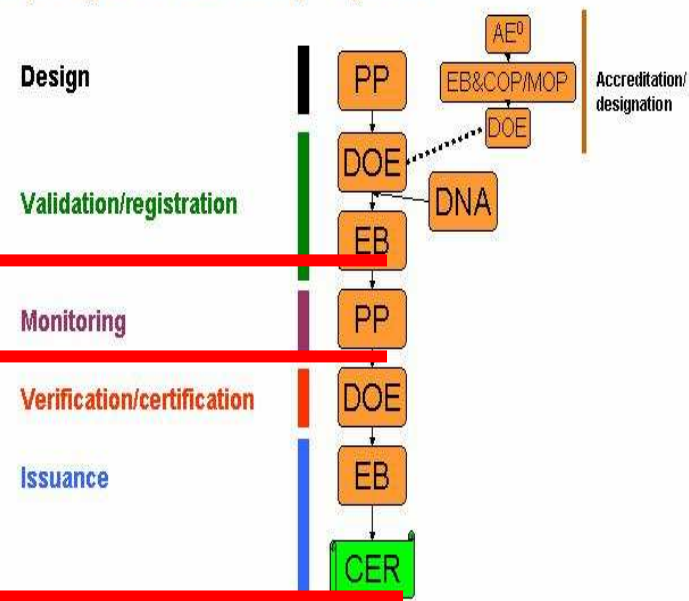 AEº
Design
PP
EB&COP/MOP
Accreditation/
designation
DOE
DOE
Validation/registration
DNA
EB
Monitoring
PP
Verification/certification
DOE
Issuance
EB
CER